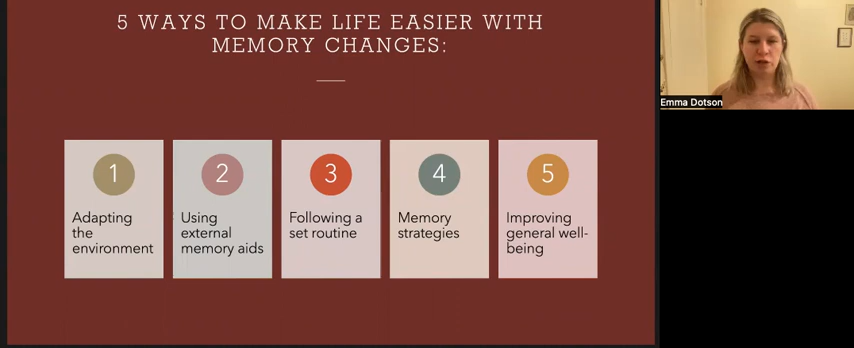 5 WAYS TO MAKE LIFE EASIER WITH
MEMORY CHANGES:
1
Adapting
the
environment
2
Using
external
memory aids
3
Following a
set routine
4
Memory
strategies
5
Improving
general well-
being
Emma Dotson